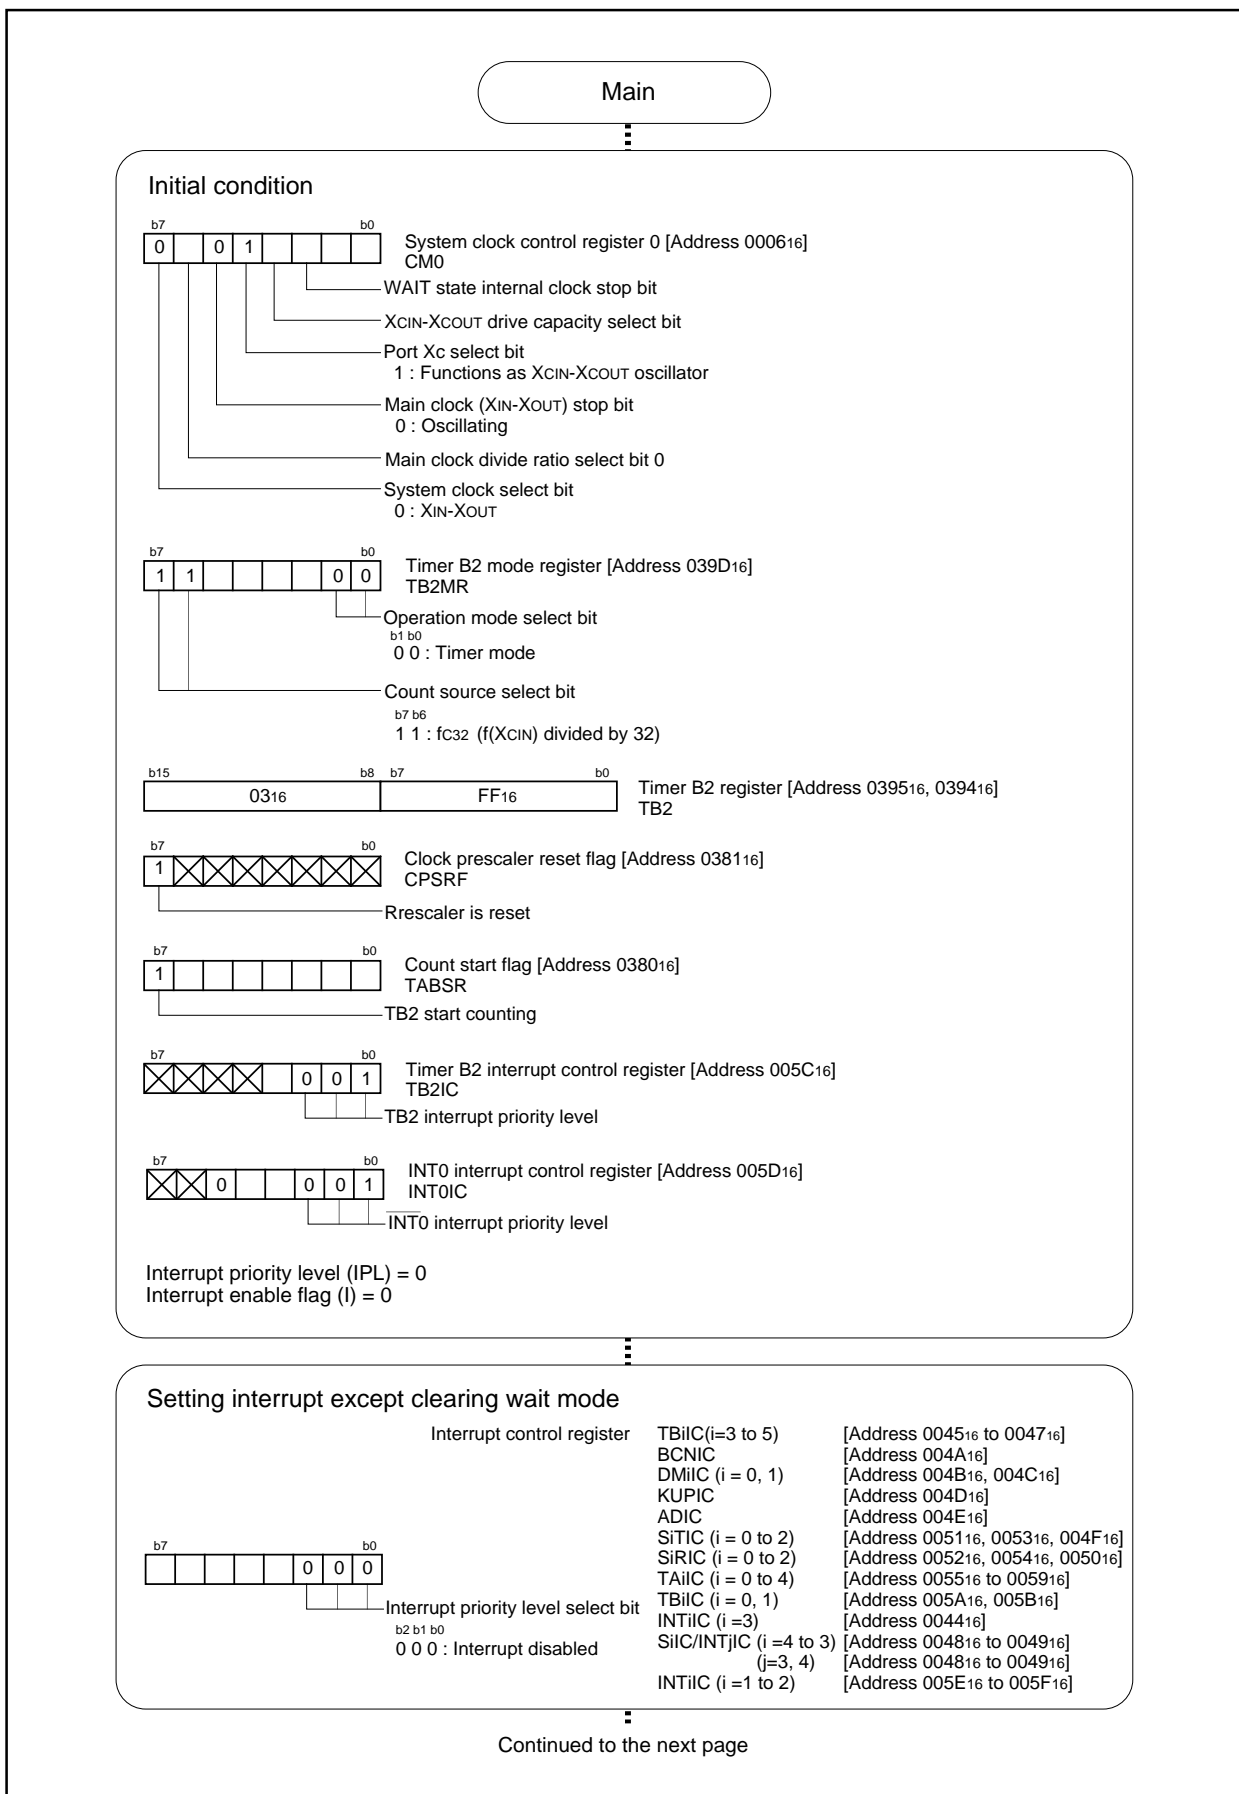 Main
Initial condition
b7 b0
0 0 1
System clock control register 0 [Address 000616]
CM0
WAIT state internal clock stop bit
XCIN-XCOUT drive capacity select bit
Port Xc select bit
1 : Functions as XCIN-XCOUT oscillator
Main clock (XIN-XOUT) stop bit
0 : Oscillating
Main clock divide ratio select bit 0
System clock select bit
0 : XIN-XOUT
b7 b0
1 1 0 0
Timer B2 mode register [Address 039D16]
TB2MR
Operation mode select bit
b1 b0
0 0 : Timer mode
Count source select bit
b7 b6
1 1 : fC32 (f(XCIN) divided by 32)
b15 b8 b7 b0
0316 FF16
Timer B2 register [Address 039516, 039416]
TB2
b7 b0
1
Clock prescaler reset flag [Address 038116]
CPSRF
Rrescaler is reset
b7 b0
1
Count start flag [Address 038016]
TABSR
TB2 start counting
b7 b0
0 0 1
Timer B2 interrupt control register [Address 005C16]
TB2IC
TB2 interrupt priority level
b7 b0
0 0 0 1
INT0 interrupt control register [Address 005D16]
INT0IC
INT0 interrupt priority level
Interrupt priority level (IPL) = 0
Interrupt enable flag (I) = 0
Setting interrupt except clearing wait mode
Interrupt control register TBiIC(i=3 to 5) [Address 004516 to 004716]
BCNIC [Address 004A16]
DMiIC (i = 0, 1) [Address 004B16, 004C16]
KUPIC [Address 004D16]
ADIC [Address 004E16]
SiTIC (i = 0 to 2) [Address 005116, 005316, 004F16]
SiRIC (i = 0 to 2) [Address 005216, 005416, 005016]
TAiIC (i = 0 to 4) [Address 005516 to 005916]
TBiIC (i = 0, 1) [Address 005A16, 005B16]
INTiIC (i =3) [Address 004416]
SiIC/INTjIC (i =4 to 3) [Address 004816 to 004916]
(j=3, 4) [Address 004816 to 004916]
INTiIC (i =1 to 2) [Address 005E16 to 005F16]
b7 b0
0 0 0
Interrupt priority level select bit
b2 b1 b0
0 0 0 : Interrupt disabled
Continued to the next page